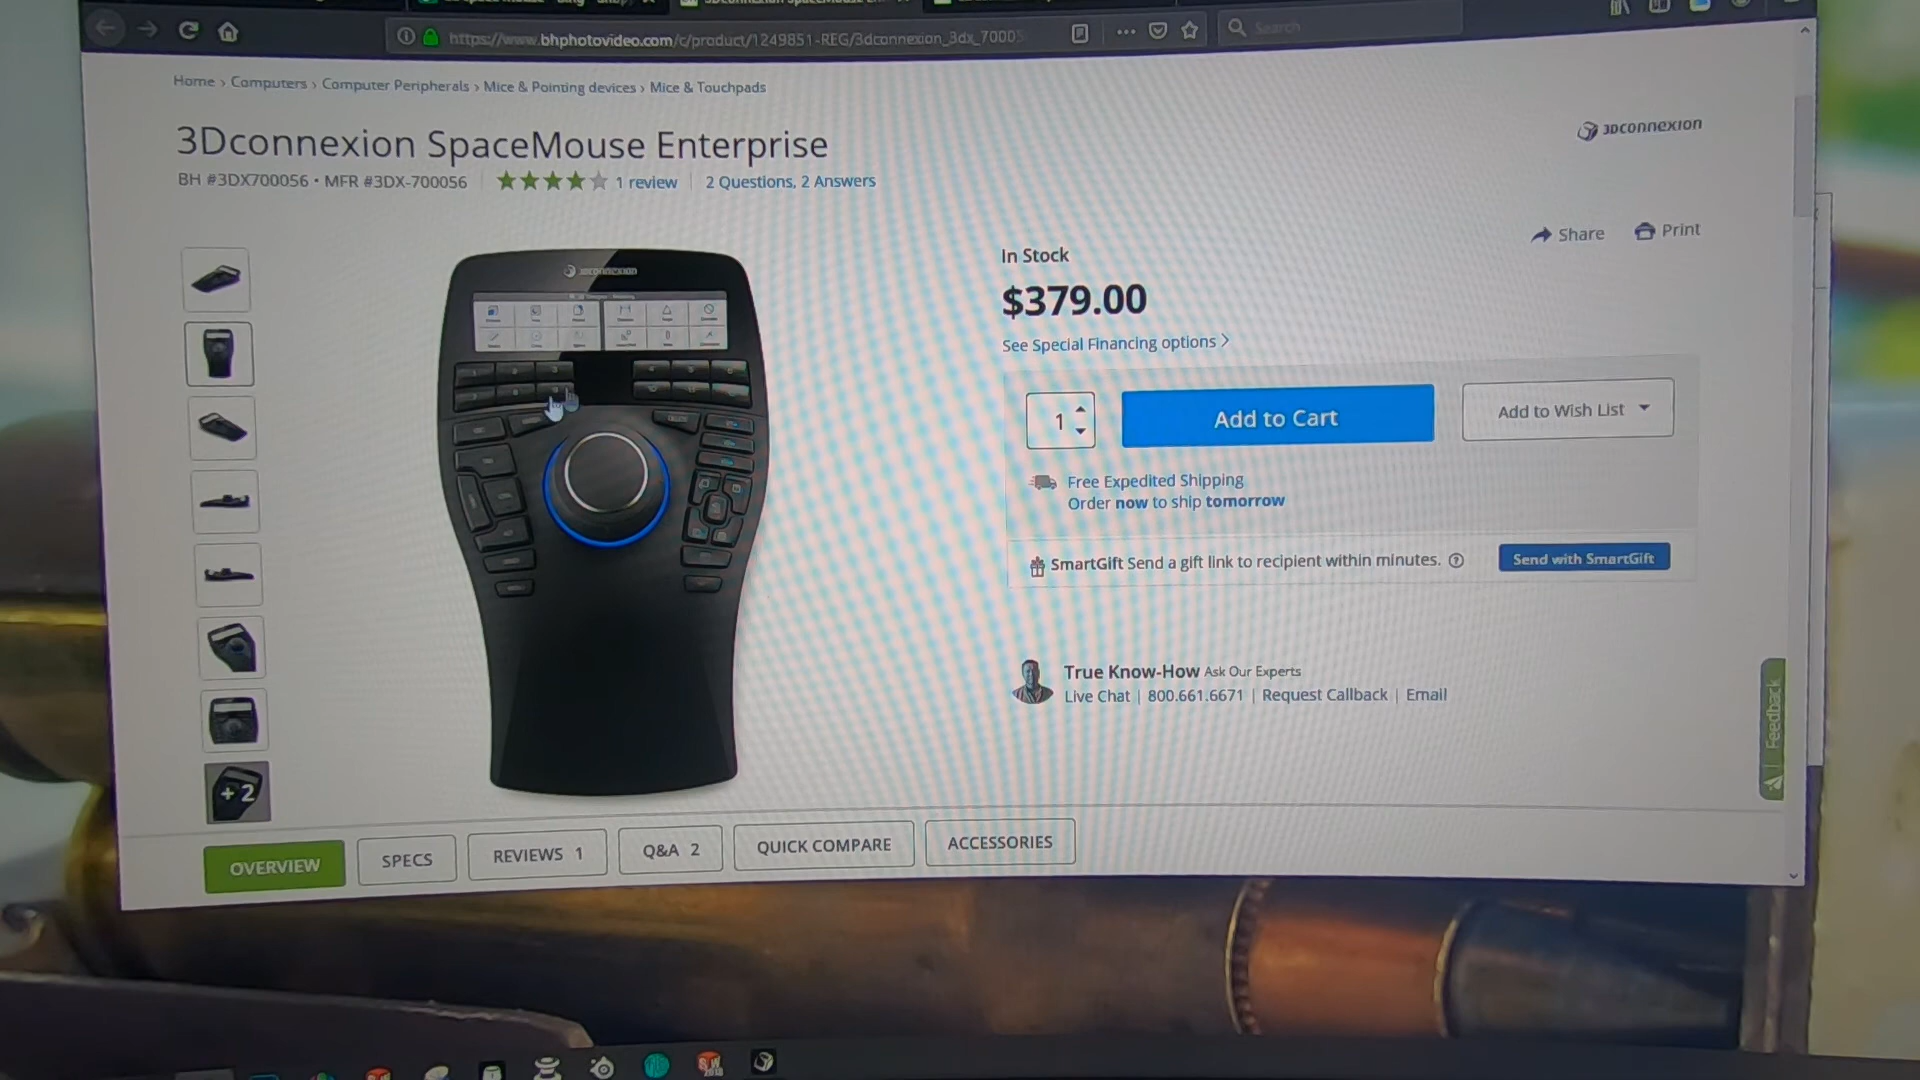 https://www.bhphotovideo.com/c/product/1249851-REG/3dconnexion_3dx_7000
Search
Home › Computers › Computer Peripherals › Mice & Pointing devices › Mice & Touchpads
3Dconnexion SpaceMouse Enterprise
3DCONNEXION
BH #3DX700056 • MFR #3DX-700056
1 review
2 Questions, 2 Answers
Share
Print
In Stock
$379.00
See Special Financing options >
1
Add to Cart
Add to Wish List
Free Expedited Shipping
Order now to ship tomorrow
SmartGift Send a gift link to recipient within minutes. ?
Send with SmartGift
True Know-How Ask Our Experts
Live Chat | 800.661.6671 | Request Callback | Email
Feedback
+ 2
OVERVIEW
SPECS
REVIEWS 1
Q&A 2
QUICK COMPARE
ACCESSORIES